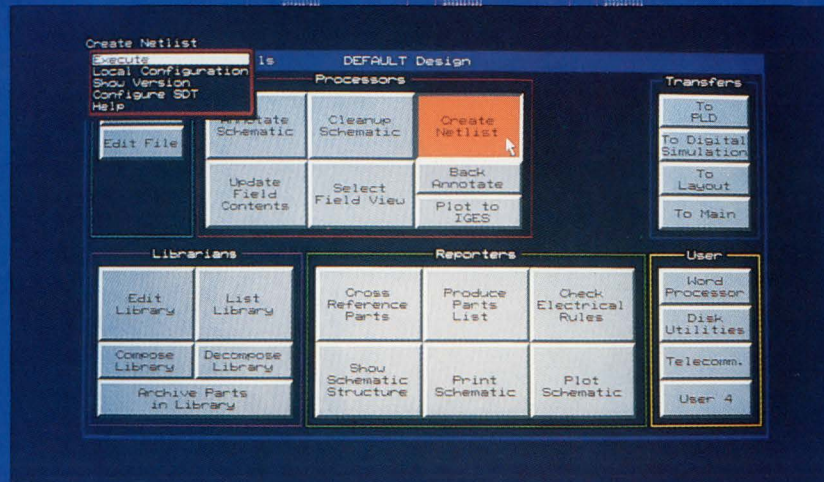 Create Netlist
Execute
Local Configuration
Show Version
Configure SDT
Help
ls DEFAULT Design
Processors
Transfers
Edit File
Annotate
Schematic
Cleanup
Schematic
Create
Netlist
Update
Field
Contents
Select
Field View
Back
Annotate
Plot to
IGES
To
PLD
To Digital
Simulation
To
Layout
To Main
Librarians
Edit
Library
List
Library
Compose
Library
Decompose
Library
Archive Parts
in Library
Reporters
Cross
Reference
Parts
Produce
Parts
List
Check
Electrical
Rules
Show
Schematic
Structure
Print
Schematic
Plot
Schematic
User
Word
Processor
Disk
Utilities
Telecomm.
User 4